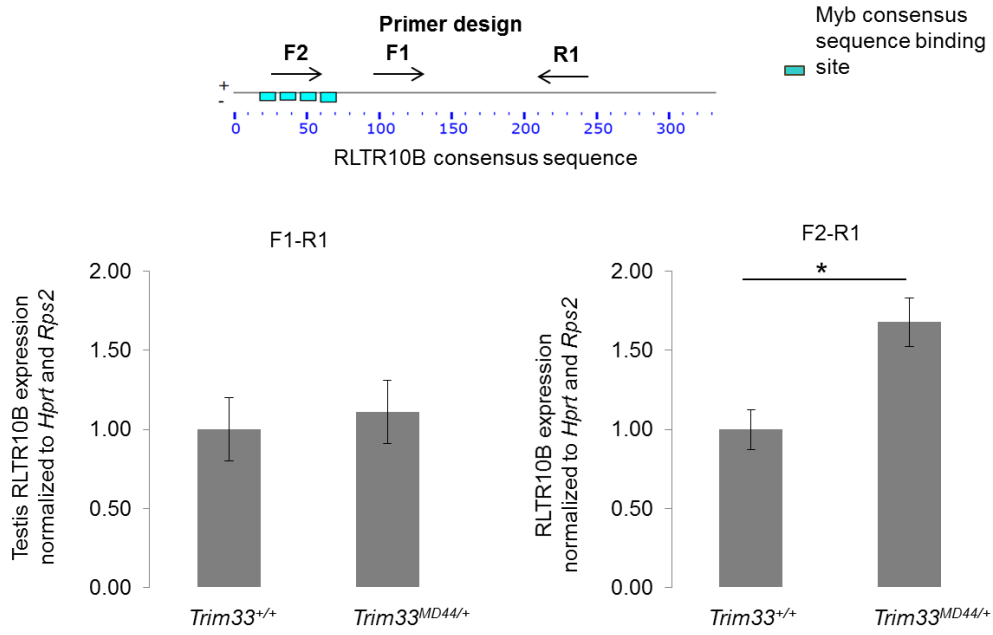 Primer design
F2
F1
R1
Myb consensus
sequence binding
site
+
-
0 50 100 150 200 250 300
RLTR10B consensus sequence
F1-R1
2.00
1.50
1.00
0.50
0.00
Testis RLTR10B expression
normalized to Hprt and Rps2
Trim33+/+
Trim33MD44/+
F2-R1
*
2.00
1.50
1.00
0.50
0.00
RLTR10B expression
normalized to Hprt and Rps2
Trim33+/+
Trim33MD44/+